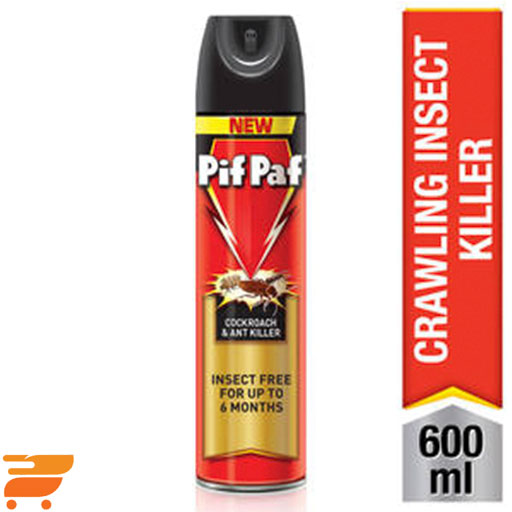 NEW
Pif Paf
COCKROACH
& ANT KILLER
INSECT FREE
FOR UP TO
6 MONTHS
CRAWLING INSECT
KILLER
600
ml